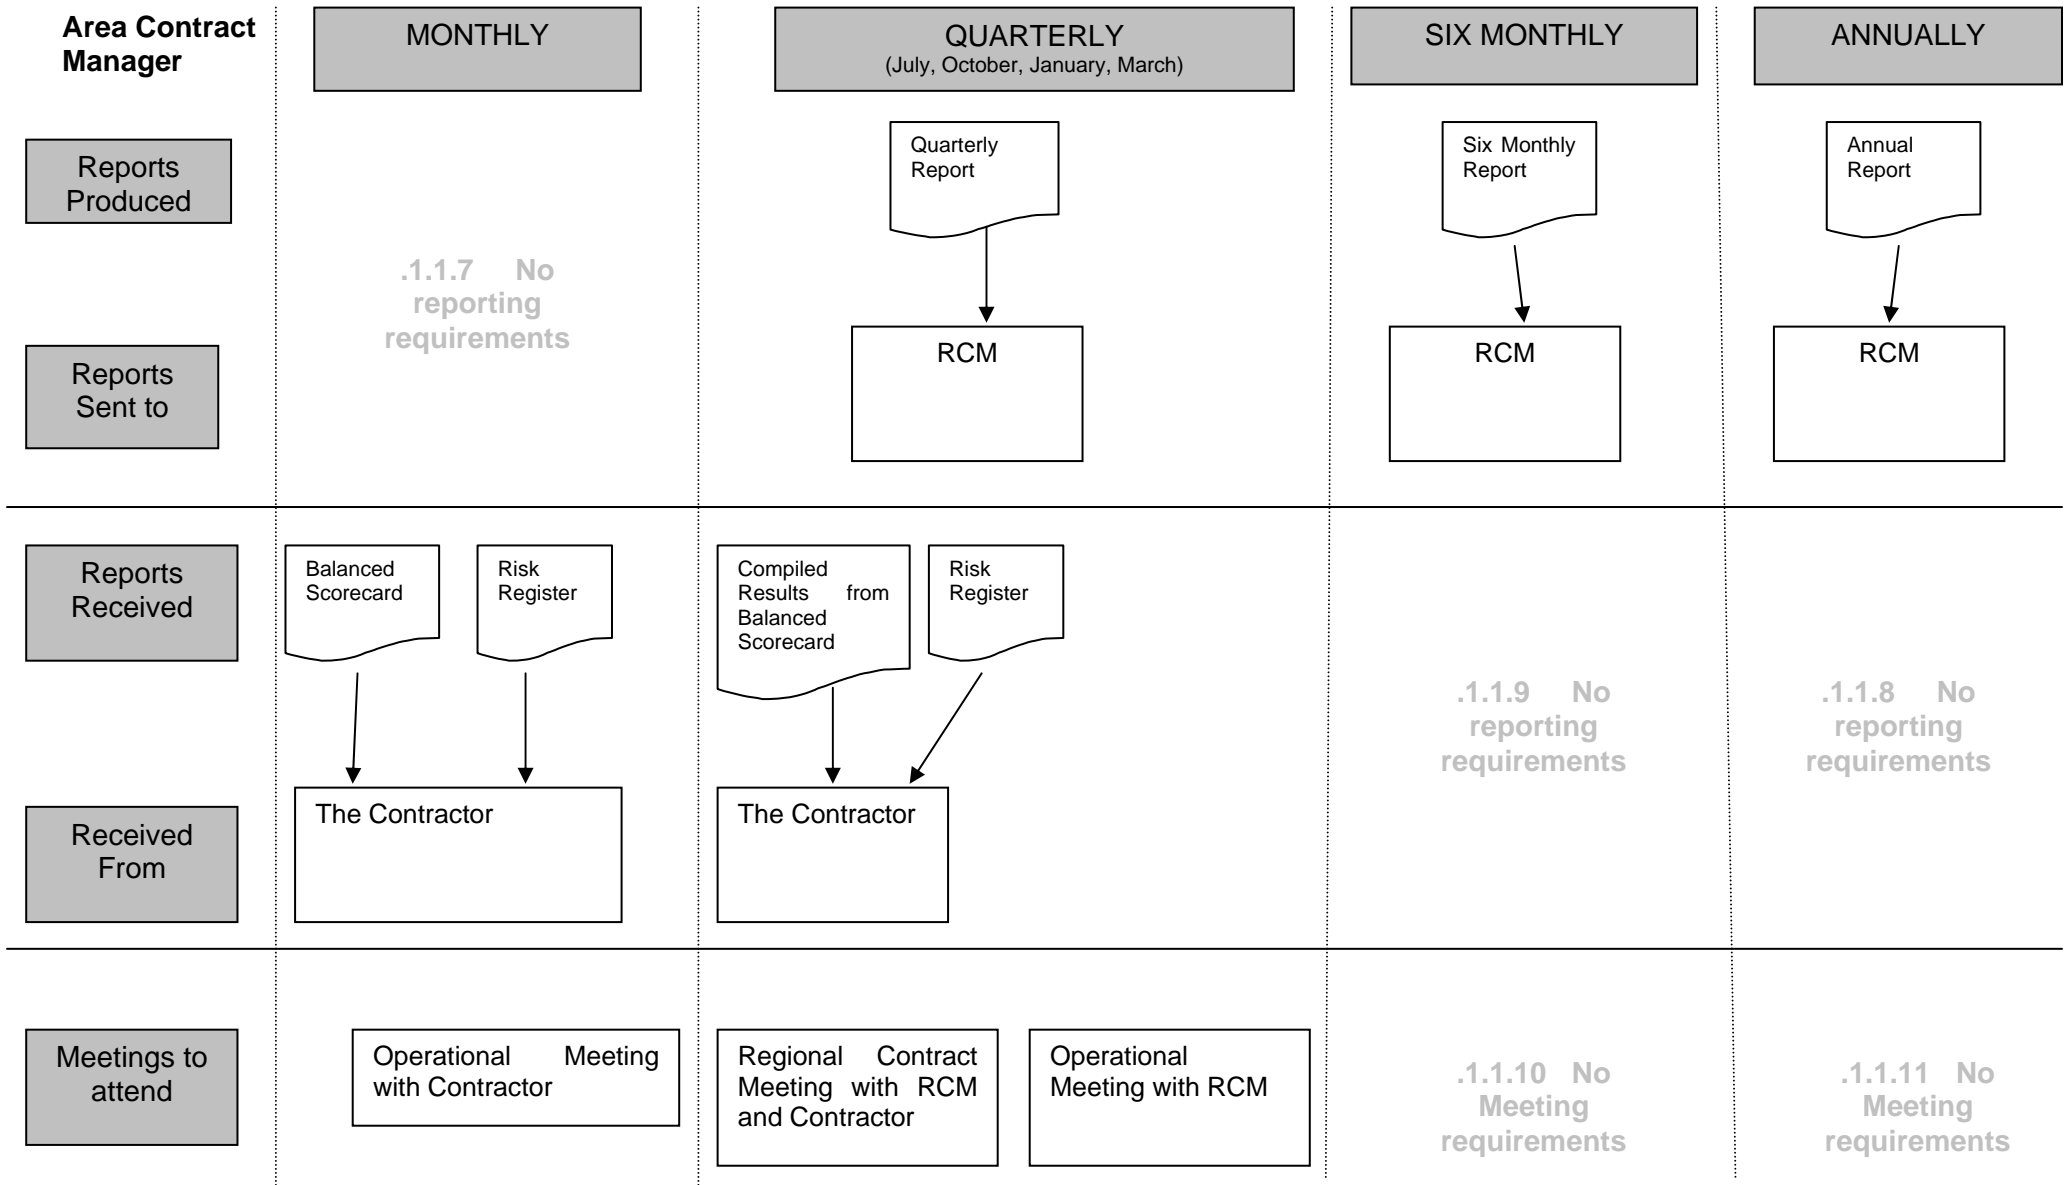 Area Contract
Manager
MONTHLY
QUARTERLY
(July, October, January, March)
SIX MONTHLY
ANNUALLY
Reports
Produced
Quarterly
Report
Six Monthly
Report
Annual
Report
.1.1.7 No
reporting
requirements
Reports
Sent to
RCM
RCM
RCM
Reports
Received
Balanced
Scorecard
Risk
Register
Compiled
Results from
Balanced
Scorecard
Risk
Register
.1.1.9 No
reporting
requirements
.1.1.8 No
reporting
requirements
Received
From
The Contractor
The Contractor
Meetings to
attend
Operational Meeting
with Contractor
Regional Contract
Meeting with RCM
and Contractor
Operational
Meeting with RCM
.1.1.10 No
Meeting
requirements
.1.1.11 No
Meeting
requirements